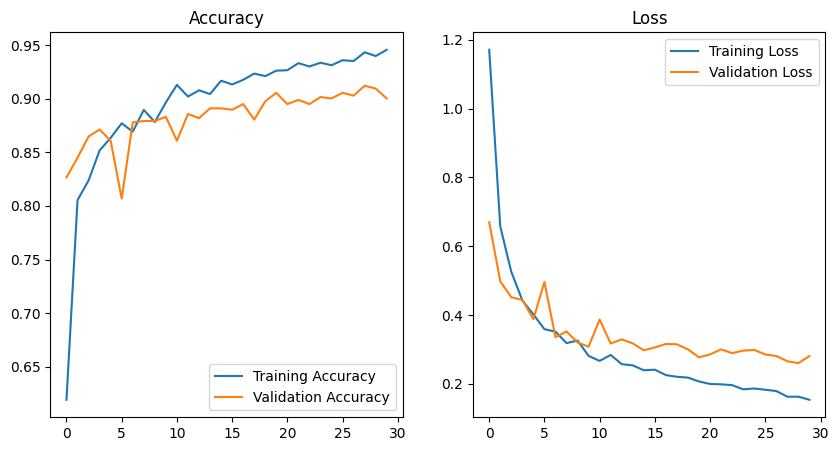 Accuracy
0.95
0.90
0.85
0.80
0.75
0.70
0.65
0 5 10 15 20 25 30
Training Accuracy
Validation Accuracy
Loss
1.2
1.0
0.8
0.6
0.4
0.2
0 5 10 15 20 25 30
Training Loss
Validation Loss